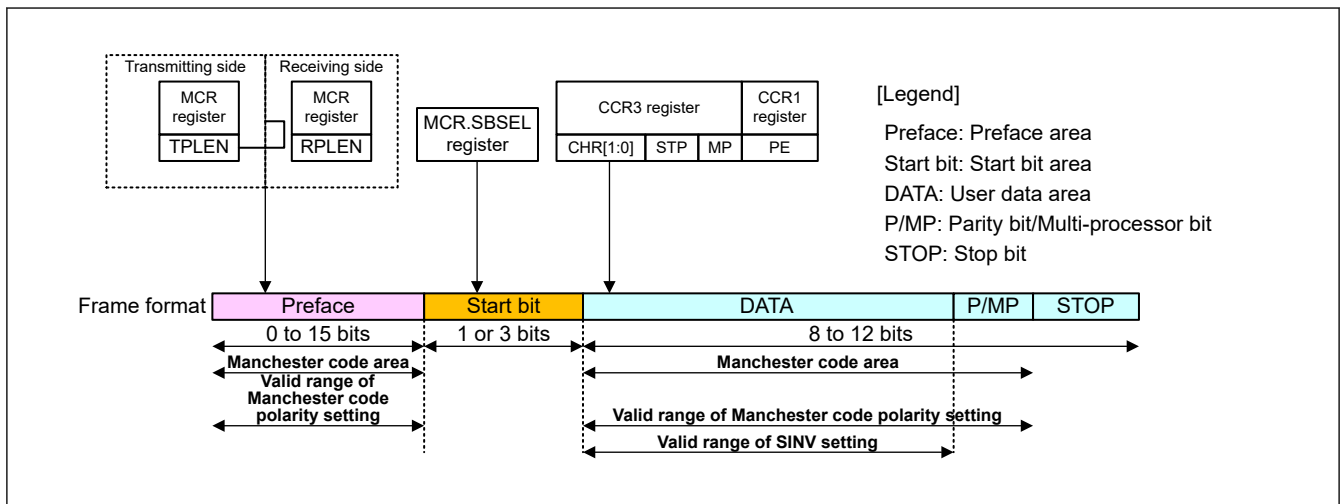 Transmitting side
Receiving side
MCR
register
TPLEN
MCR
register
RPLEN
MCR.SBSEL
register
CCR3 register
CCR1
register
CHR[1:0]
STP
MP
PE
[Legend]
Preface: Preface area
Start bit: Start bit area
DATA: User data area
P/MP: Parity bit/Multi-processor bit
STOP: Stop bit
Frame format
Preface
Start bit
DATA
P/MP
STOP
0 to 15 bits
1 or 3 bits
8 to 12 bits
Manchester code area
Manchester code area
Valid range of
Manchester code
polarity setting
Valid range of Manchester code polarity setting
Valid range of SINV setting